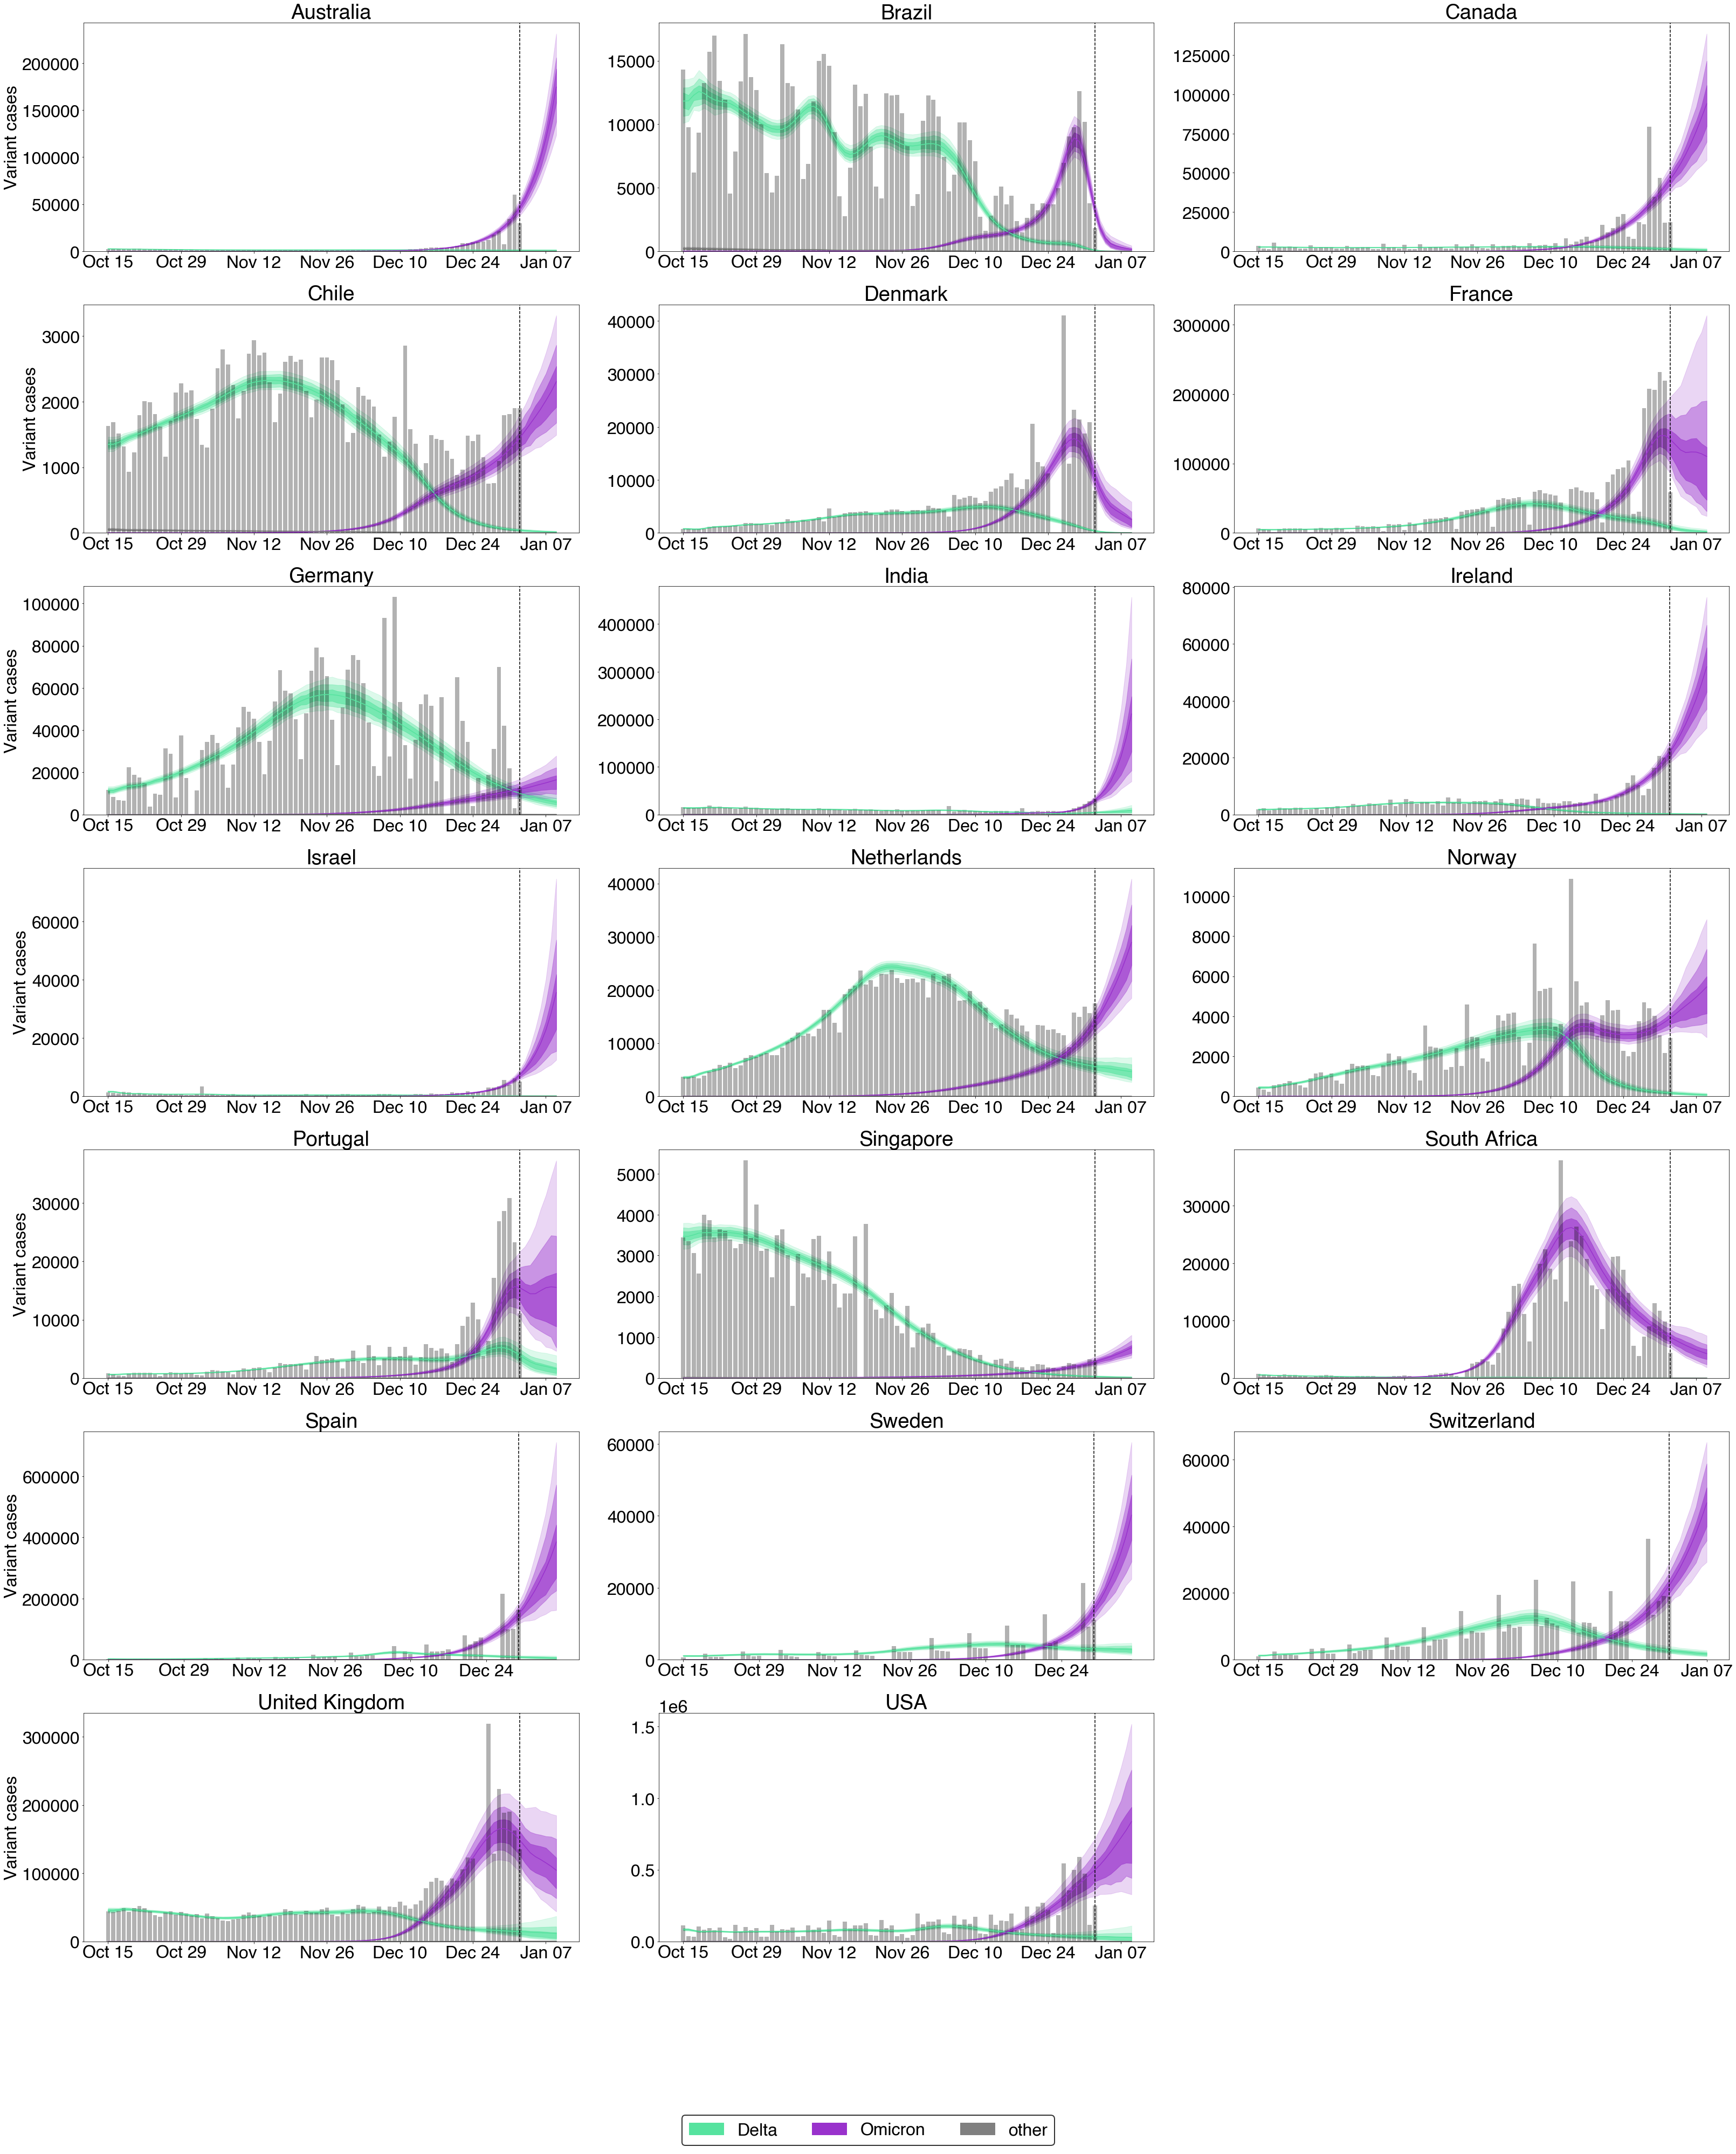 Australia
Variant cases
200000
150000
100000
50000
0
Oct 15 Oct 29 Nov 12 Nov 26 Dec 10 Dec 24 Jan 07
Brazil
15000
10000
5000
0
Oct 15 Oct 29 Nov 12 Nov 26 Dec 10 Dec 24 Jan 07
Canada
125000
100000
75000
50000
25000
0
Oct 15 Oct 29 Nov 12 Nov 26 Dec 10 Dec 24 Jan 07
Chile
Variant cases
3000
2000
1000
0
Oct 15 Oct 29 Nov 12 Nov 26 Dec 10 Dec 24 Jan 07
Denmark
40000
30000
20000
10000
0
Oct 15 Oct 29 Nov 12 Nov 26 Dec 10 Dec 24 Jan 07
France
300000
200000
100000
0
Oct 15 Oct 29 Nov 12 Nov 26 Dec 10 Dec 24 Jan 07
Germany
Variant cases
100000
80000
60000
40000
20000
0
Oct 15 Oct 29 Nov 12 Nov 26 Dec 10 Dec 24 Jan 07
India
400000
300000
200000
100000
0
Oct 15 Oct 29 Nov 12 Nov 26 Dec 10 Dec 24 Jan 07
Ireland
80000
60000
40000
20000
0
Oct 15 Oct 29 Nov 12 Nov 26 Dec 10 Dec 24 Jan 07
Israel
Variant cases
60000
40000
20000
0
Oct 15 Oct 29 Nov 12 Nov 26 Dec 10 Dec 24 Jan 07
Netherlands
40000
30000
20000
10000
0
Oct 15 Oct 29 Nov 12 Nov 26 Dec 10 Dec 24 Jan 07
Norway
10000
8000
6000
4000
2000
0
Oct 15 Oct 29 Nov 12 Nov 26 Dec 10 Dec 24 Jan 07
Portugal
Variant cases
30000
20000
10000
0
Oct 15 Oct 29 Nov 12 Nov 26 Dec 10 Dec 24 Jan 07
Singapore
5000
4000
3000
2000
1000
0
Oct 15 Oct 29 Nov 12 Nov 26 Dec 10 Dec 24 Jan 07
South Africa
30000
20000
10000
0
Oct 15 Oct 29 Nov 12 Nov 26 Dec 10 Dec 24 Jan 07
Spain
Variant cases
600000
400000
200000
0
Oct 15 Oct 29 Nov 12 Nov 26 Dec 10 Dec 24
Sweden
60000
40000
20000
0
Oct 15 Oct 29 Nov 12 Nov 26 Dec 10 Dec 24
Switzerland
60000
40000
20000
0
Oct 15 Oct 29 Nov 12 Nov 26 Dec 10 Dec 24 Jan 07
United Kingdom
Variant cases
300000
200000
100000
0
Oct 15 Oct 29 Nov 12 Nov 26 Dec 10 Dec 24 Jan 07
USA
1e6
1.5
1.0
0.5
0.0
Oct 15 Oct 29 Nov 12 Nov 26 Dec 10 Dec 24 Jan 07
Delta Omicron other